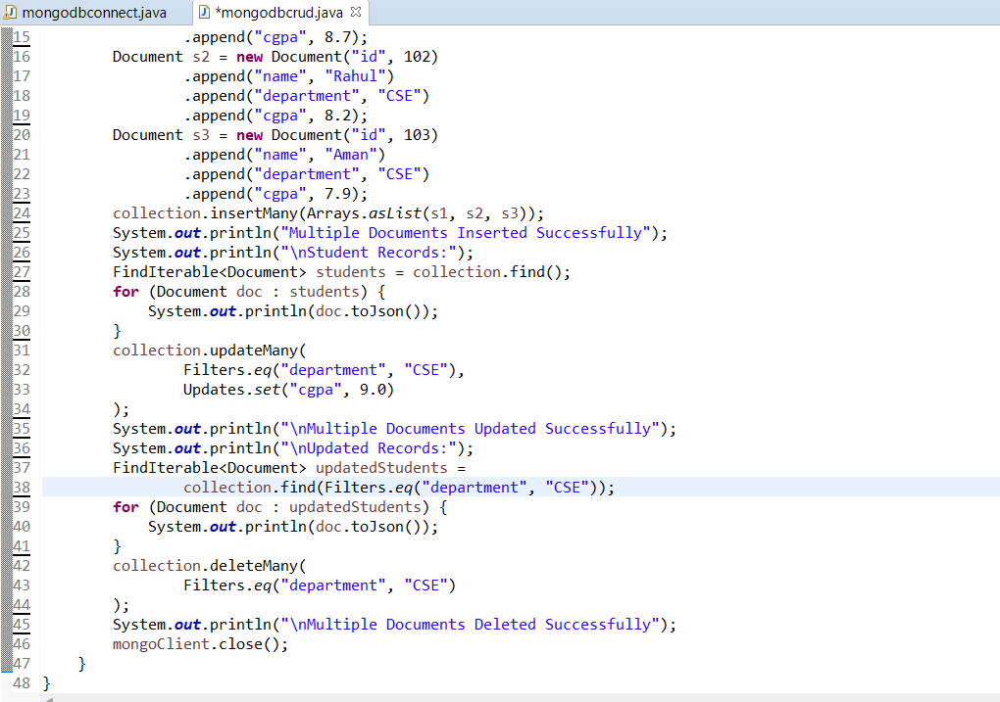 mongodbconnect.java
*mongodbcrud.java
15 .append("cgpa", 8.7);
16 Document s2 = new Document("id", 102)
17 .append("name", "Rahul")
18 .append("department", "CSE")
19 .append("cgpa", 8.2);
20 Document s3 = new Document("id", 103)
21 .append("name", "Aman")
22 .append("department", "CSE")
23 .append("cgpa", 7.9);
24 collection.insertMany(Arrays.asList(s1, s2, s3));
25 System.out.println("Multiple Documents Inserted Successfully");
26 System.out.println("\nStudent Records:");
27 FindIterable<Document> students = collection.find();
28 for (Document doc : students) {
29 System.out.println(doc.toJson());
30 }
31 collection.updateMany(
32 Filters.eq("department", "CSE"),
33 Updates.set("cgpa", 9.0)
34 );
35 System.out.println("\nMultiple Documents Updated Successfully");
36 System.out.println("\nUpdated Records:");
37 FindIterable<Document> updatedStudents =
38 collection.find(Filters.eq("department", "CSE"));
39 for (Document doc : updatedStudents) {
40 System.out.println(doc.toJson());
41 }
42 collection.deleteMany(
43 Filters.eq("department", "CSE")
44 );
45 System.out.println("\nMultiple Documents Deleted Successfully");
46 mongoClient.close();
47 }
48 }